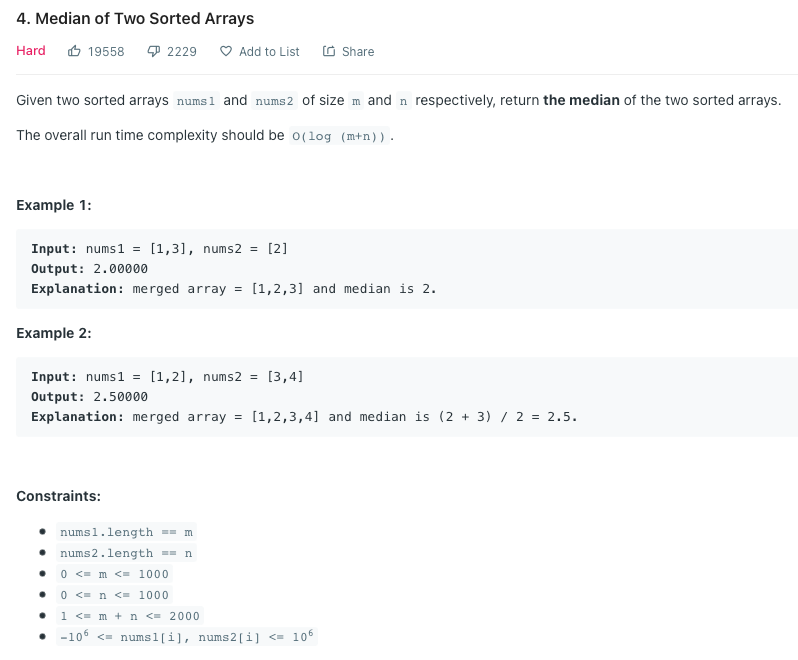 4. Median of Two Sorted Arrays
Hard 19558 2229 Add to List Share
Given two sorted arrays nums1 and nums2 of size m and n respectively, return the median of the two sorted arrays.
The overall run time complexity should be O(log (m+n)).
Example 1:
Input: nums1 = [1,3], nums2 = [2]
Output: 2.00000
Explanation: merged array = [1,2,3] and median is 2.
Example 2:
Input: nums1 = [1,2], nums2 = [3,4]
Output: 2.50000
Explanation: merged array = [1,2,3,4] and median is (2 + 3) / 2 = 2.5.
Constraints:
• nums1.length == m
• nums2.length == n
• 0 <= m <= 1000
• 0 <= n <= 1000
• 1 <= m + n <= 2000
• -10⁶ <= nums1[i], nums2[i] <= 10⁶